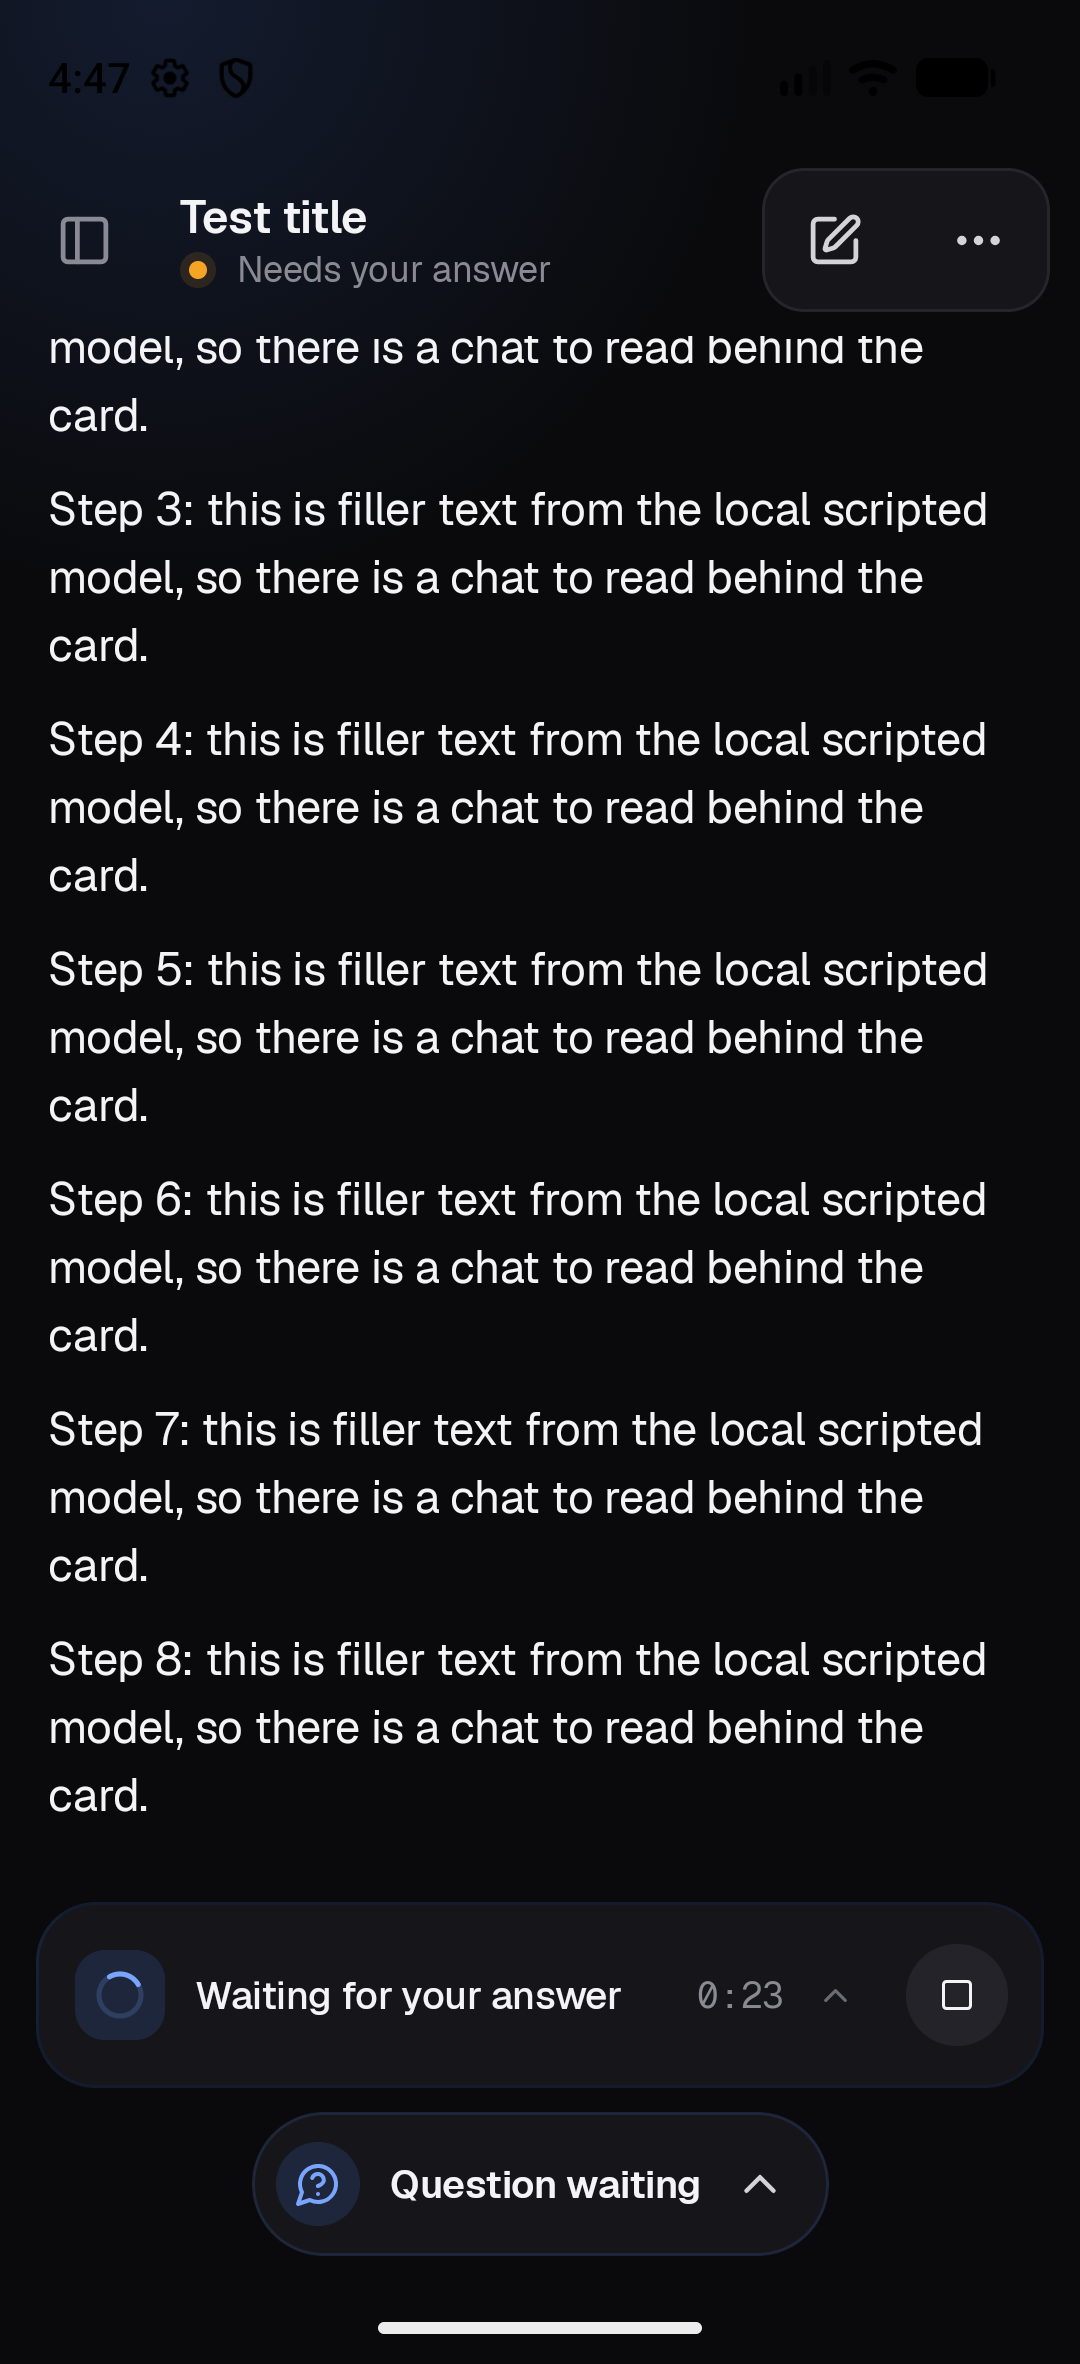 4:47
Test title
Needs your answer
model, so there is a chat to read behind the
card.
Step 3: this is filler text from the local scripted
model, so there is a chat to read behind the
card.
Step 4: this is filler text from the local scripted
model, so there is a chat to read behind the
card.
Step 5: this is filler text from the local scripted
model, so there is a chat to read behind the
card.
Step 6: this is filler text from the local scripted
model, so there is a chat to read behind the
card.
Step 7: this is filler text from the local scripted
model, so there is a chat to read behind the
card.
Step 8: this is filler text from the local scripted
model, so there is a chat to read behind the
card.
Waiting for your answer 0:23
Question waiting